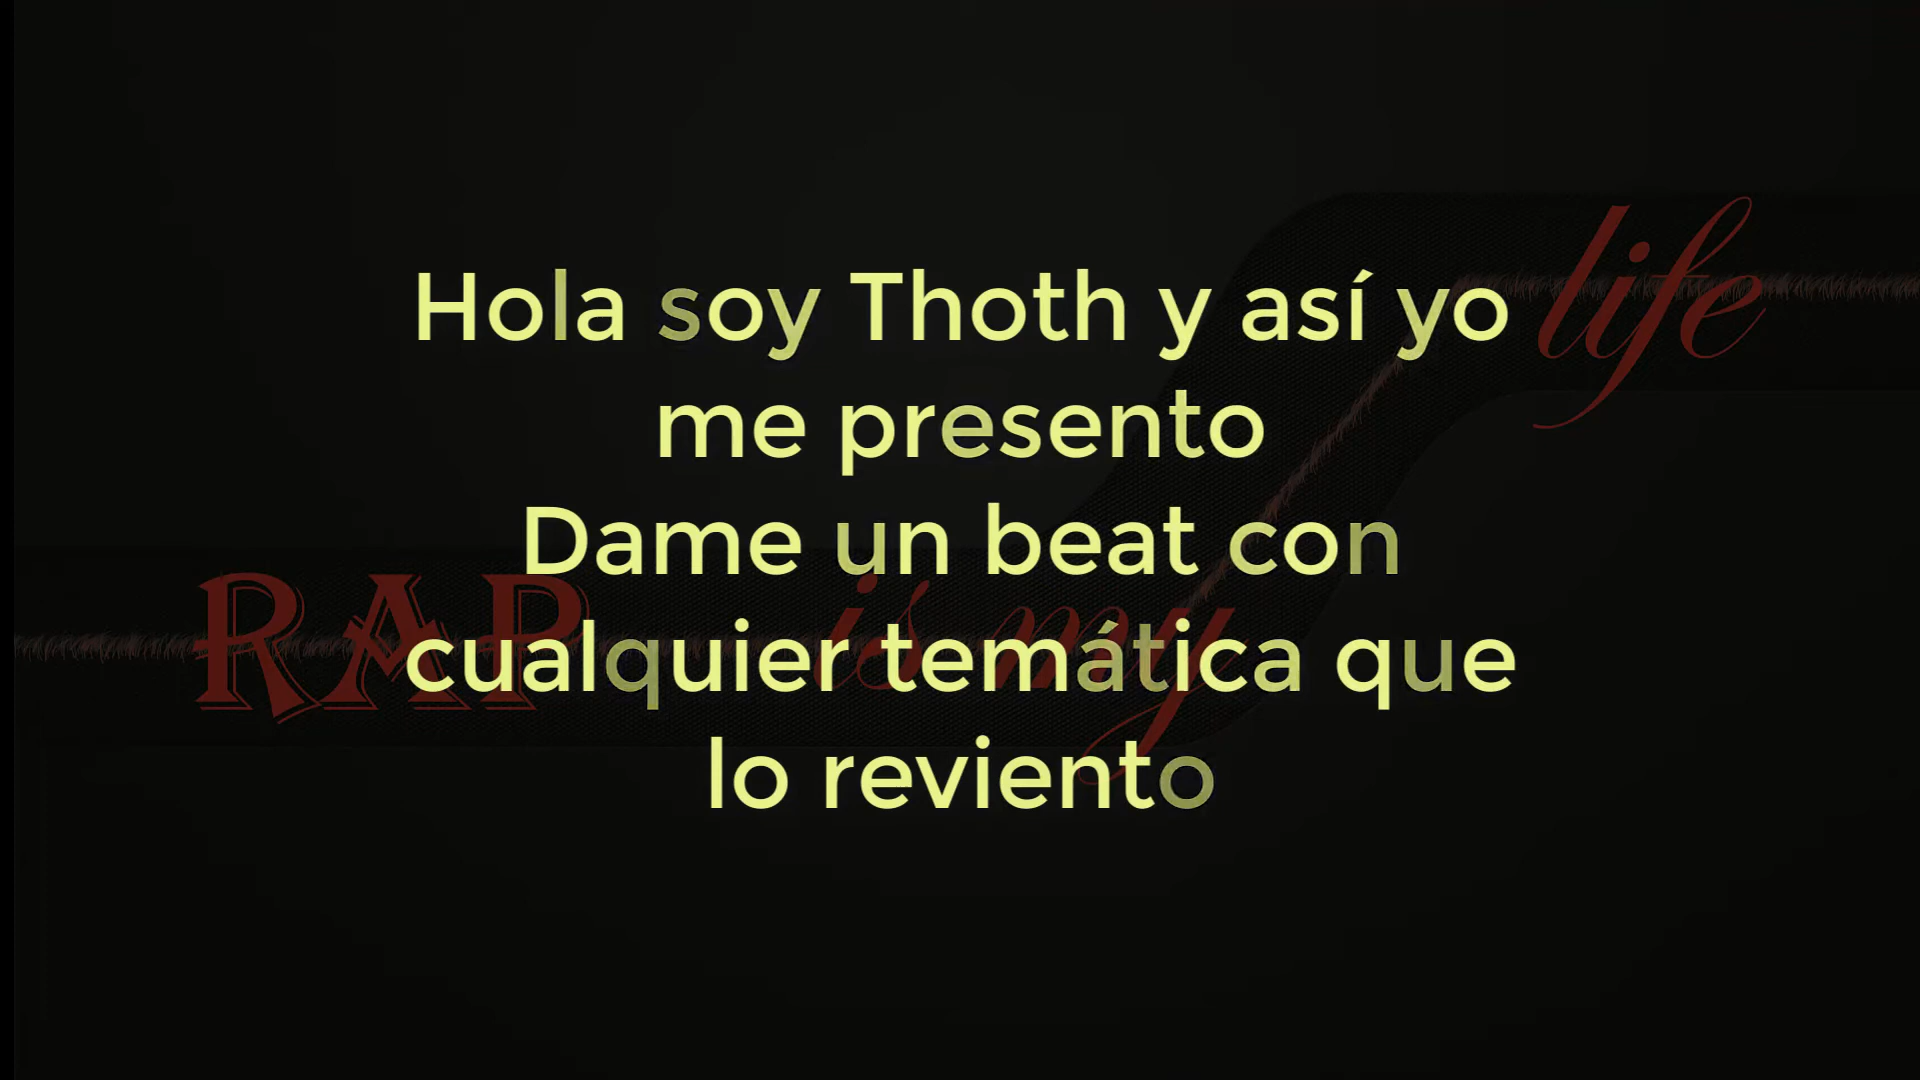 Hola soy Thoth y así yo
me presento
Dame un beat con
cualquier temática que
lo reviento
RAP is my life